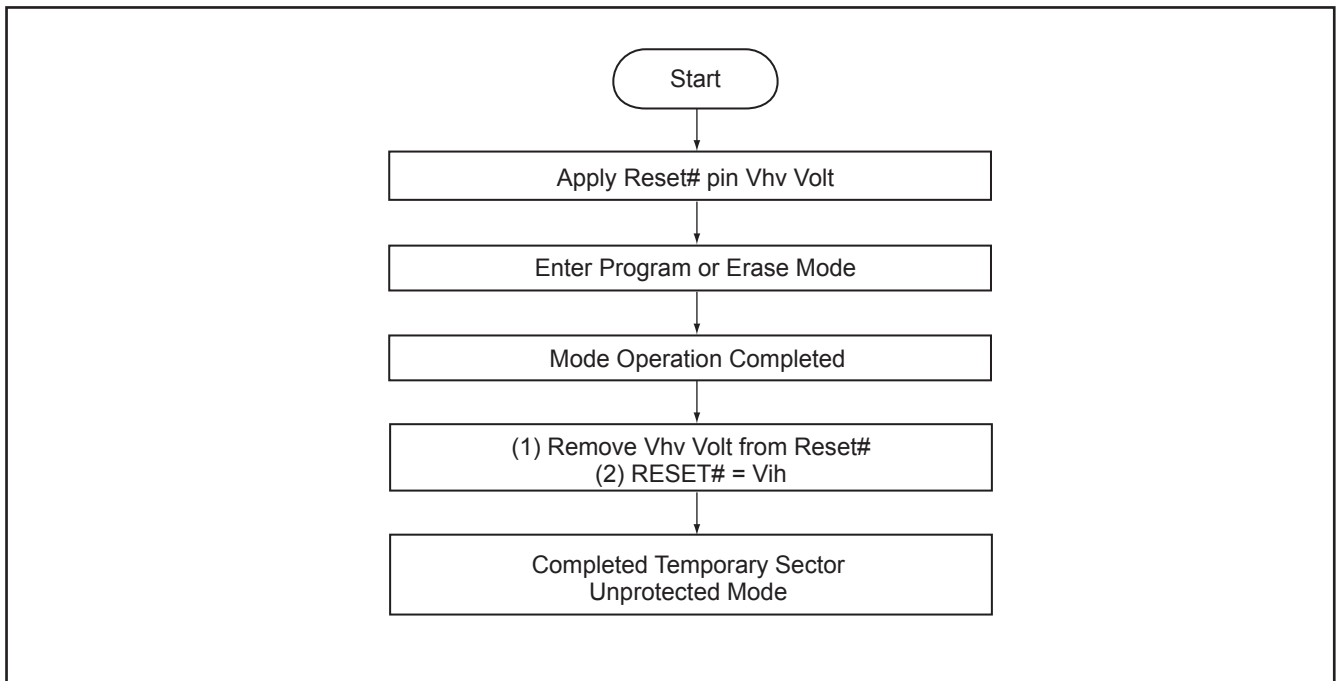 Start
Apply Reset# pin Vhv Volt
Enter Program or Erase Mode
Mode Operation Completed
(1) Remove Vhv Volt from Reset#
(2) RESET# = Vih
Completed Temporary Sector
Unprotected Mode